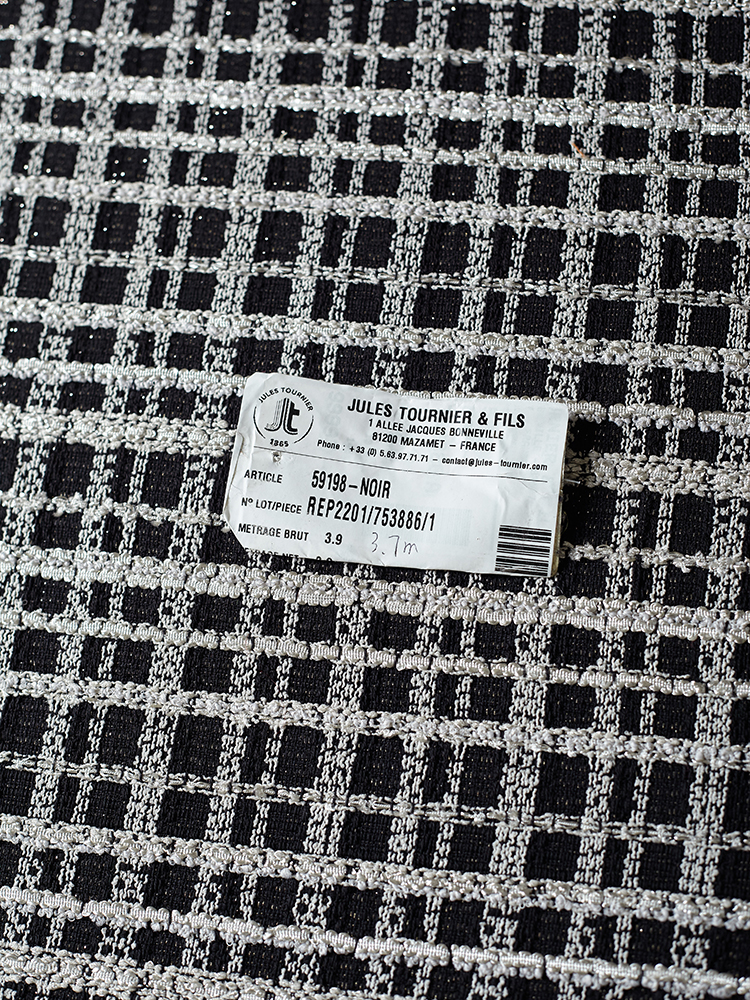 JULES TOURNIER
Jt
1865
JULES TOURNIER & FILS
1 ALLEE JACQUES BONNEVILLE
81200 MAZAMET – FRANCE
Phone : +33 (0) 5.63.97.71.71 – contact@jules-tournier.com
ARTICLE 59198-NOIR
N° LOT/PIECE REP2201/753886/1
METRAGE BRUT 3.9 3.7m